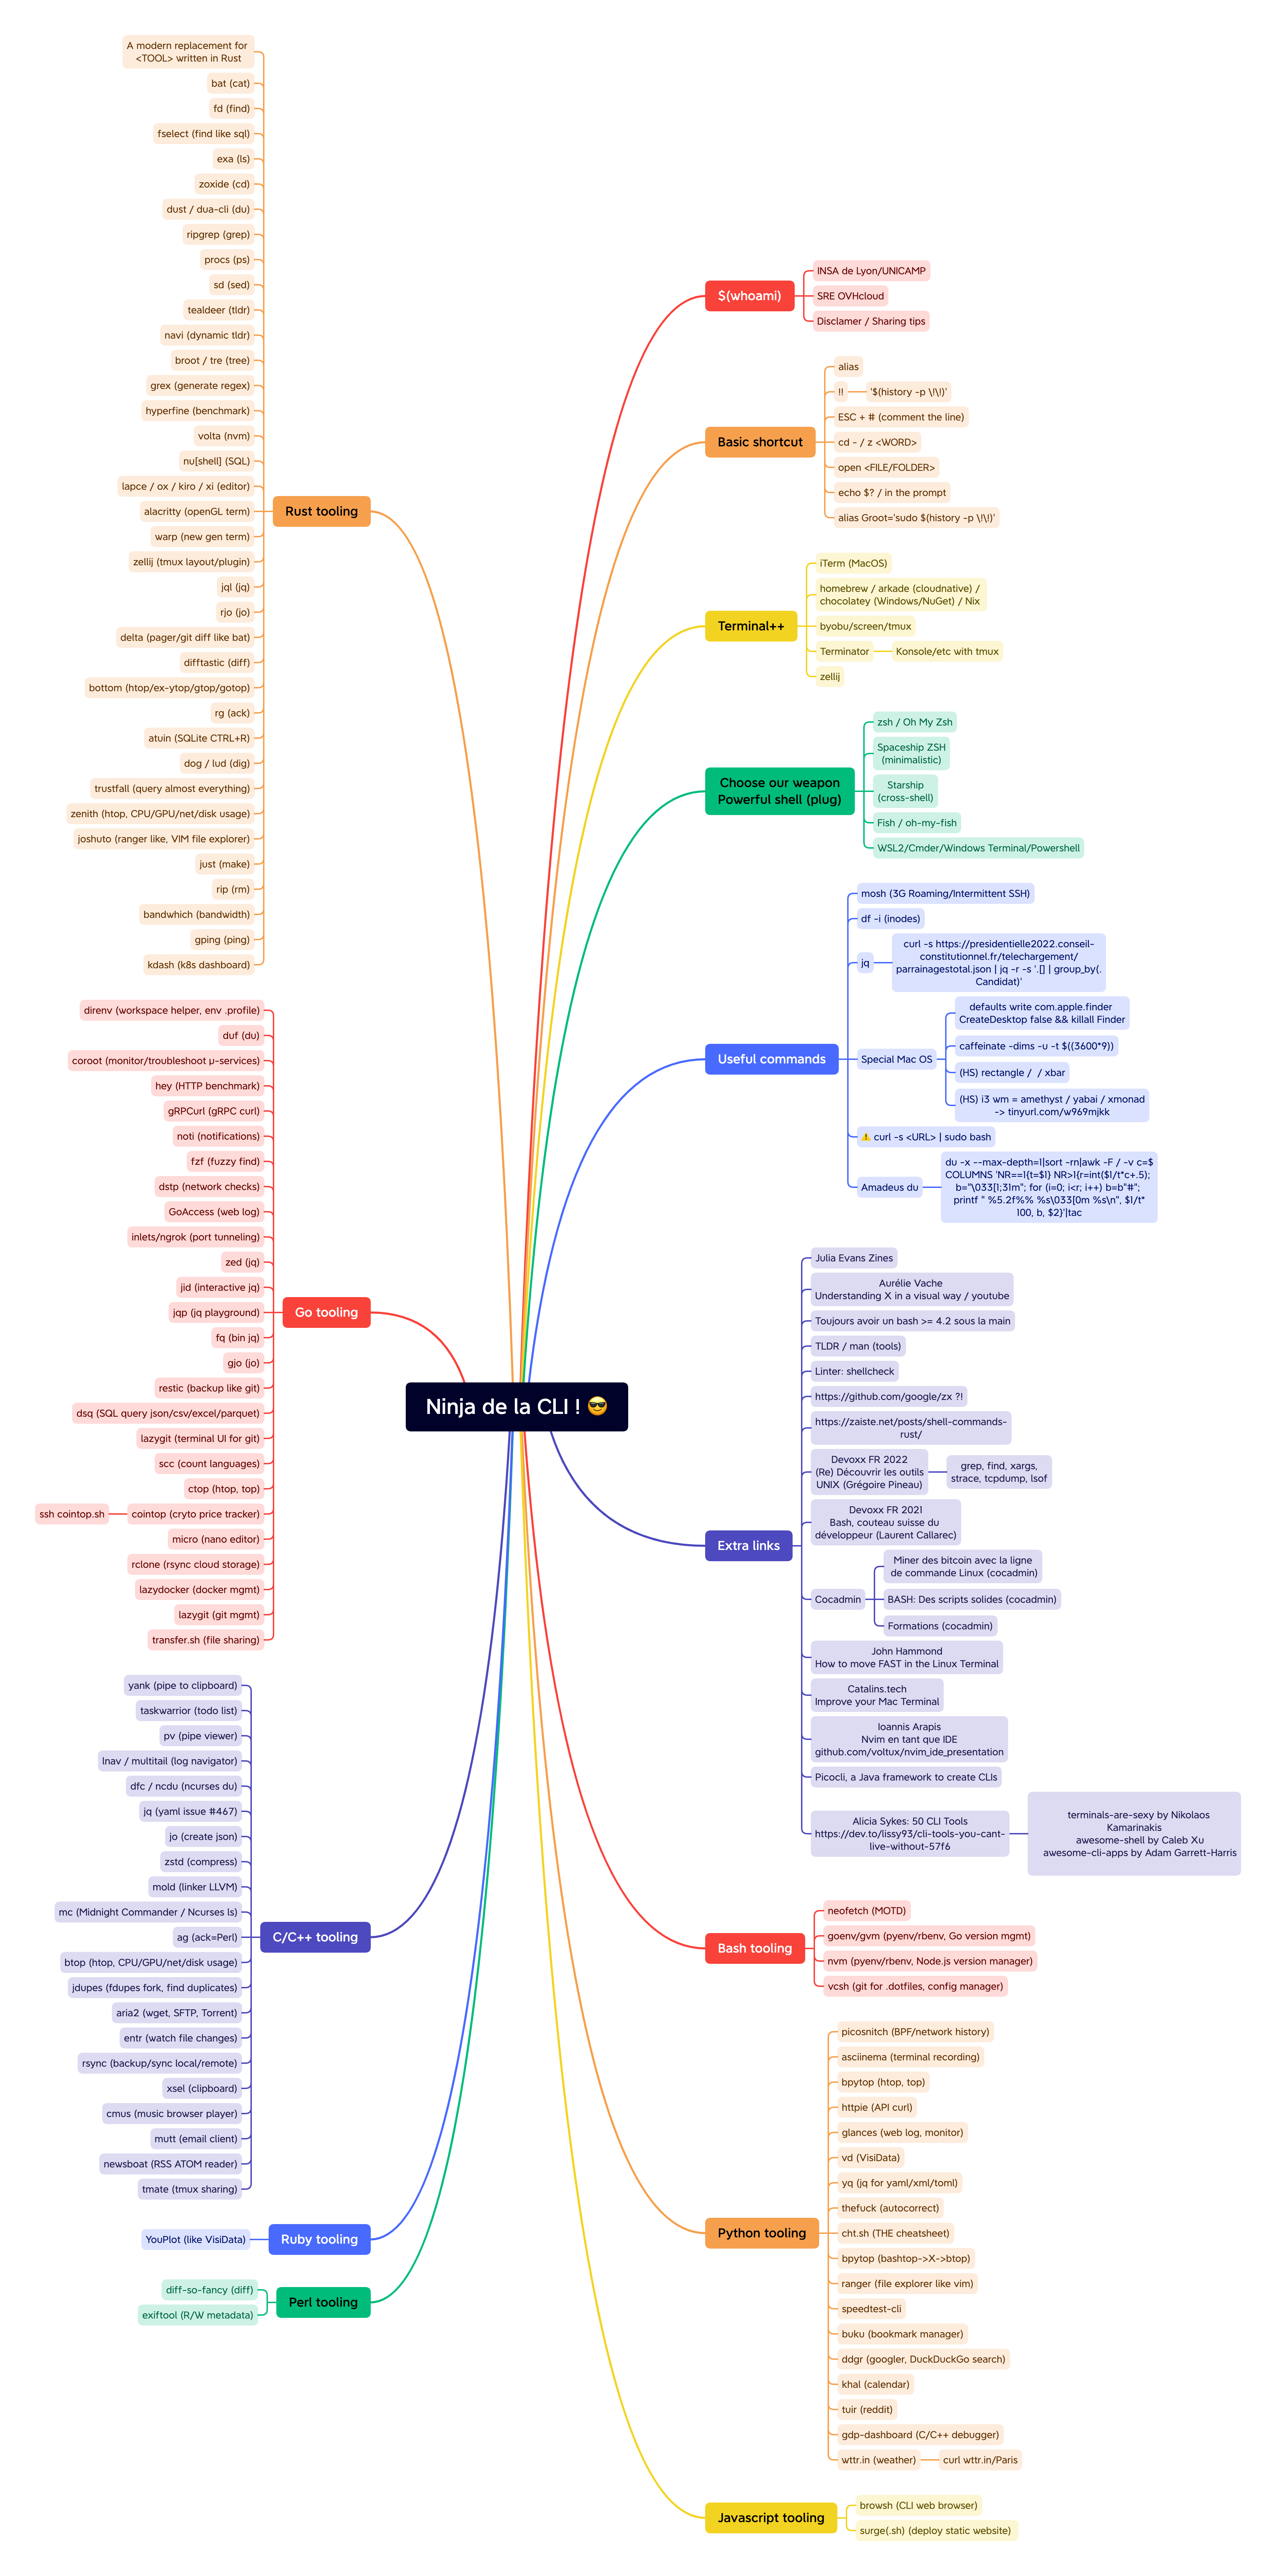 Ninja de la CLI ! 😎
$(whoami)
INSA de Lyon/UNICAMP
SRE OVHcloud
Disclamer / Sharing tips
Basic shortcut
alias
!!
'$(history -p \!\!)'
ESC + # (comment the line)
cd - / z <WORD>
open <FILE/FOLDER>
echo $? / in the prompt
alias Groot='sudo $(history -p \!\!)'
Terminal++
iTerm (MacOS)
homebrew / arkade (cloudnative) /
chocolatey (Windows/NuGet) / Nix
byobu/screen/tmux
Terminator
Konsole/etc with tmux
zellij
Choose our weapon
Powerful shell (plug)
zsh / Oh My Zsh
Spaceship ZSH
(minimalistic)
Starship
(cross-shell)
Fish / oh-my-fish
WSL2/Cmder/Windows Terminal/Powershell
Useful commands
mosh (3G Roaming/Intermittent SSH)
df -i (inodes)
jq
curl -s https://presidentielle2022.conseil-
constitutionnel.fr/telechargement/
parrainagestotal.json | jq -r -s '.[] | group_by(.
Candidat)'
Special Mac OS
defaults write com.apple.finder
CreateDesktop false && killall Finder
caffeinate -dims -u -t $((3600*9))
(HS) rectangle /  / xbar
(HS) i3 wm = amethyst / yabai / xmonad
-> tinyurl.com/w969mjkk
⚠️ curl -s <URL> | sudo bash
Amadeus du
du -x --max-depth=1|sort -rn|awk -F / -v c=$
COLUMNS 'NR==1{t=$1} NR>1{r=int($1/t*c+.5);
b="\033[1;31m"; for (i=0; i<r; i++) b=b"#";
printf " %5.2f%% %s\033[0m %s\n", $1/t*
100, b, $2}'|tac
Extra links
Julia Evans Zines
Aurélie Vache
Understanding X in a visual way / youtube
Toujours avoir un bash >= 4.2 sous la main
TLDR / man (tools)
Linter: shellcheck
https://github.com/google/zx ?!
https://zaiste.net/posts/shell-commands-
rust/
Devoxx FR 2022
(Re) Découvrir les outils
UNIX (Grégoire Pineau)
grep, find, xargs,
strace, tcpdump, lsof
Devoxx FR 2021
Bash, couteau suisse du
développeur (Laurent Callarec)
Cocadmin
Miner des bitcoin avec la ligne
de commande Linux (cocadmin)
BASH: Des scripts solides (cocadmin)
Formations (cocadmin)
John Hammond
How to move FAST in the Linux Terminal
Catalins.tech
Improve your Mac Terminal
Ioannis Arapis
Nvim en tant que IDE
github.com/voltux/nvim_ide_presentation
Picocli, a Java framework to create CLIs
Alicia Sykes: 50 CLI Tools
https://dev.to/lissy93/cli-tools-you-cant-
live-without-57f6
terminals-are-sexy by Nikolaos
Kamarinakis
awesome-shell by Caleb Xu
awesome-cli-apps by Adam Garrett-Harris
Bash tooling
neofetch (MOTD)
goenv/gvm (pyenv/rbenv, Go version mgmt)
nvm (pyenv/rbenv, Node.js version manager)
vcsh (git for .dotfiles, config manager)
Python tooling
picosnitch (BPF/network history)
asciinema (terminal recording)
bpytop (htop, top)
httpie (API curl)
glances (web log, monitor)
vd (VisiData)
yq (jq for yaml/xml/toml)
thefuck (autocorrect)
cht.sh (THE cheatsheet)
bpytop (bashtop->X->btop)
ranger (file explorer like vim)
speedtest-cli
buku (bookmark manager)
ddgr (googler, DuckDuckGo search)
khal (calendar)
tuir (reddit)
gdp-dashboard (C/C++ debugger)
wttr.in (weather)
curl wttr.in/Paris
Javascript tooling
browsh (CLI web browser)
surge(.sh) (deploy static website)
Rust tooling
A modern replacement for
<TOOL> written in Rust
bat (cat)
fd (find)
fselect (find like sql)
exa (ls)
zoxide (cd)
dust / dua-cli (du)
ripgrep (grep)
procs (ps)
sd (sed)
tealdeer (tldr)
navi (dynamic tldr)
broot / tre (tree)
grex (generate regex)
hyperfine (benchmark)
volta (nvm)
nu[shell] (SQL)
lapce / ox / kiro / xi (editor)
alacritty (openGL term)
warp (new gen term)
zellij (tmux layout/plugin)
jql (jq)
rjo (jo)
delta (pager/git diff like bat)
difftastic (diff)
bottom (htop/ex-ytop/gtop/gotop)
rg (ack)
atuin (SQLite CTRL+R)
dog / lud (dig)
trustfall (query almost everything)
zenith (htop, CPU/GPU/net/disk usage)
joshuto (ranger like, VIM file explorer)
just (make)
rip (rm)
bandwhich (bandwidth)
gping (ping)
kdash (k8s dashboard)
Go tooling
direnv (workspace helper, env .profile)
duf (du)
coroot (monitor/troubleshoot µ-services)
hey (HTTP benchmark)
gRPCurl (gRPC curl)
noti (notifications)
fzf (fuzzy find)
dstp (network checks)
GoAccess (web log)
inlets/ngrok (port tunneling)
zed (jq)
jid (interactive jq)
jqp (jq playground)
fq (bin jq)
gjo (jo)
restic (backup like git)
dsq (SQL query json/csv/excel/parquet)
lazygit (terminal UI for git)
scc (count languages)
ctop (htop, top)
cointop (cryto price tracker)
ssh cointop.sh
micro (nano editor)
rclone (rsync cloud storage)
lazydocker (docker mgmt)
lazygit (git mgmt)
transfer.sh (file sharing)
C/C++ tooling
yank (pipe to clipboard)
taskwarrior (todo list)
pv (pipe viewer)
lnav / multitail (log navigator)
dfc / ncdu (ncurses du)
jq (yaml issue #467)
jo (create json)
zstd (compress)
mold (linker LLVM)
mc (Midnight Commander / Ncurses ls)
ag (ack=Perl)
btop (htop, CPU/GPU/net/disk usage)
jdupes (fdupes fork, find duplicates)
aria2 (wget, SFTP, Torrent)
entr (watch file changes)
rsync (backup/sync local/remote)
xsel (clipboard)
cmus (music browser player)
mutt (email client)
newsboat (RSS ATOM reader)
tmate (tmux sharing)
Ruby tooling
YouPlot (like VisiData)
Perl tooling
diff-so-fancy (diff)
exiftool (R/W metadata)